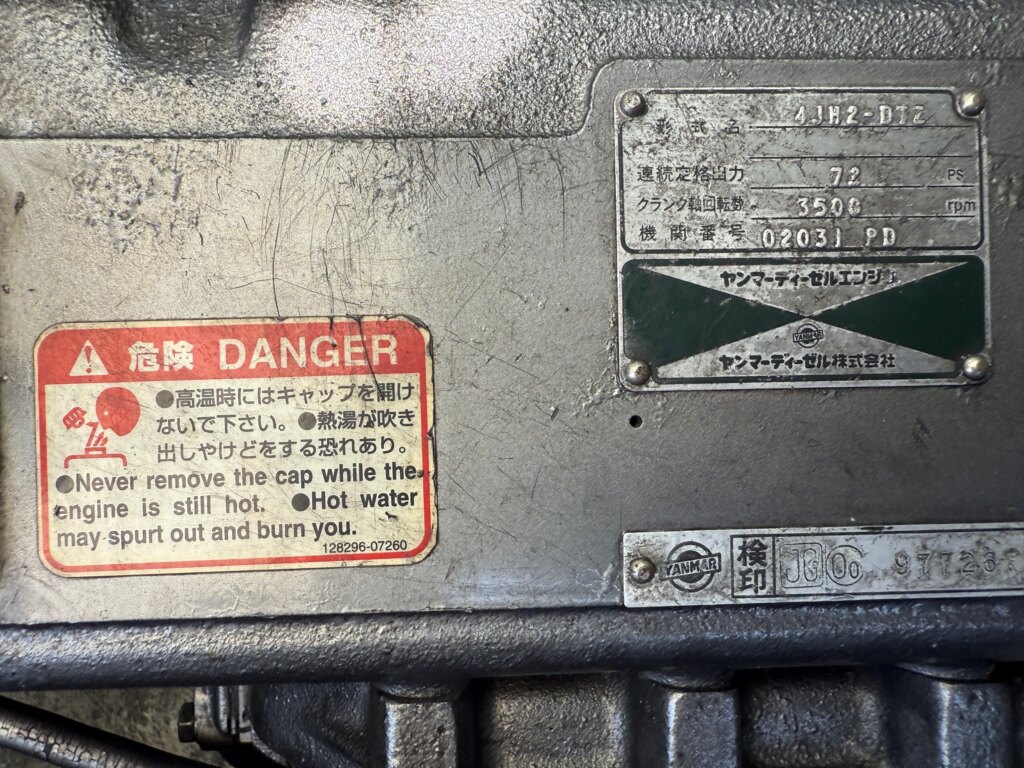 形式名 4JH2-DTZ
連続定格出力 72 PS
クランク軸回転数 3500 rpm
機関番号 02031 PD
ヤンマーディーゼルエンジン
YANMAR
ヤンマーディーゼル株式会社
危険 DANGER
●高温時にはキャップを開け
ないで下さい。●熱湯が吹き
出しやけどをする恐れあり。
●Never remove the cap while the
engine is still hot. ●Hot water
may spurt out and burn you.
128296-07260
YANMAR 検印